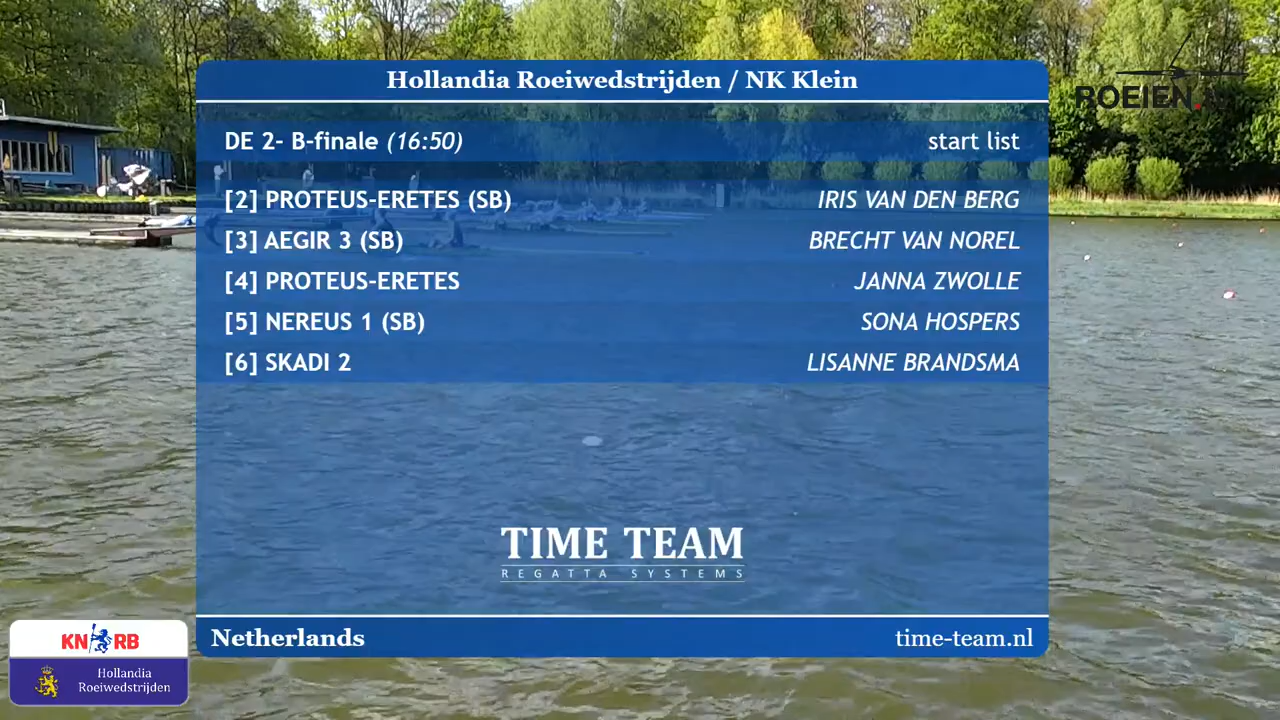 Hollandia Roeiwedstrijden / NK Klein
ROEIEN.
DE 2- B-finale (16:50) start list
[2] PROTEUS-ERETES (SB) IRIS VAN DEN BERG
[3] AEGIR 3 (SB) BRECHT VAN NOREL
[4] PROTEUS-ERETES JANNA ZWOLLE
[5] NEREUS 1 (SB) SONA HOSPERS
[6] SKADI 2 LISANNE BRANDSMA
TIME TEAM
REGATTA SYSTEMS
Netherlands time-team.nl
KNRB
Hollandia
Roeiwedstrijden